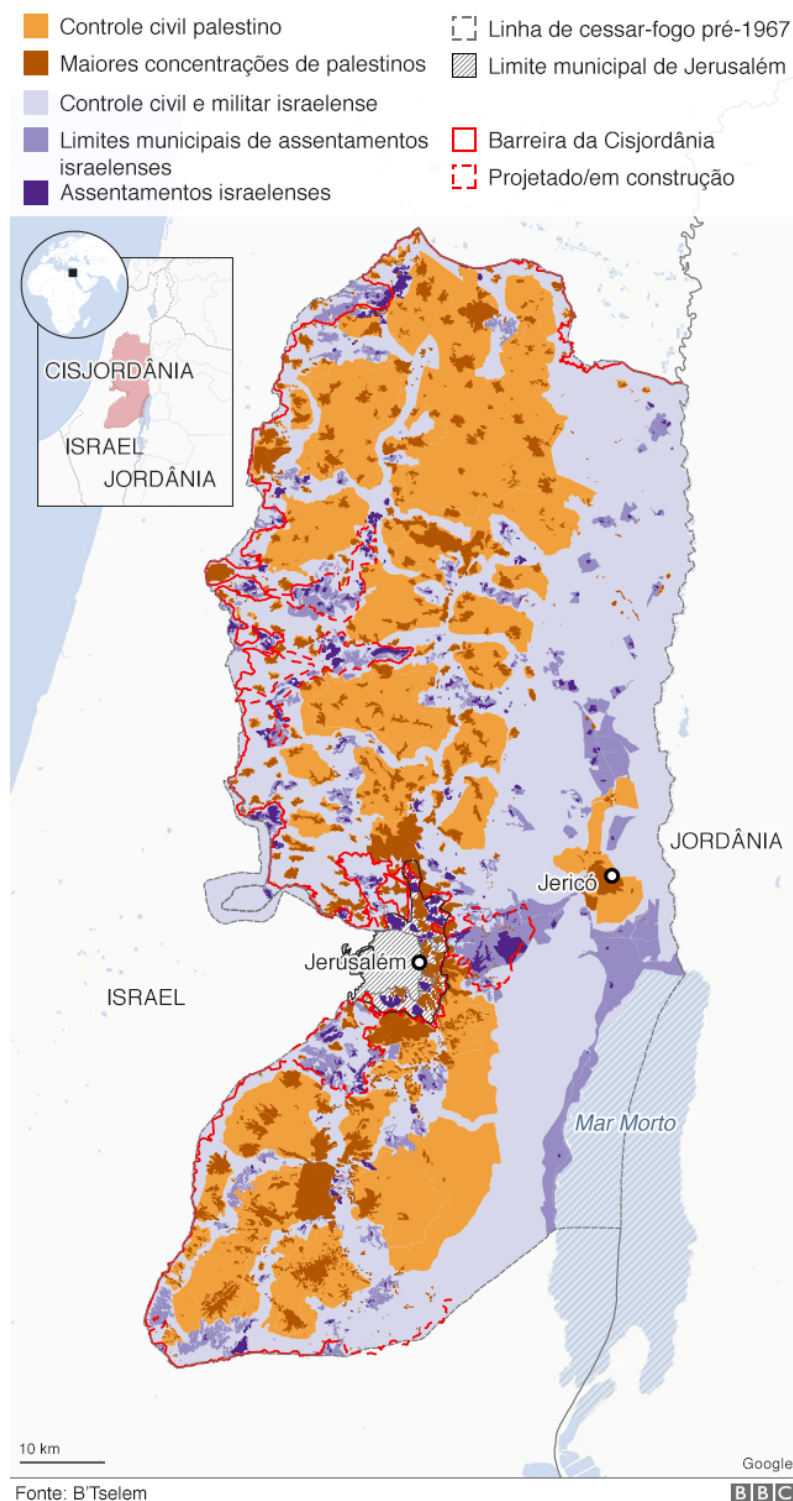 Controle civil palestino
Maiores concentrações de palestinos
Controle civil e militar israelense
Limites municipais de assentamentos
israelenses
Assentamentos israelenses
Linha de cessar-fogo pré-1967
Limite municipal de Jerusalém
Barreira da Cisjordânia
Projetado/em construção
CISJORDÂNIA
ISRAEL
JORDÂNIA
JORDÂNIA
Jericó
Jerusalém
ISRAEL
Mar Morto
10 km
Google
Fonte: B'Tselem
BBC